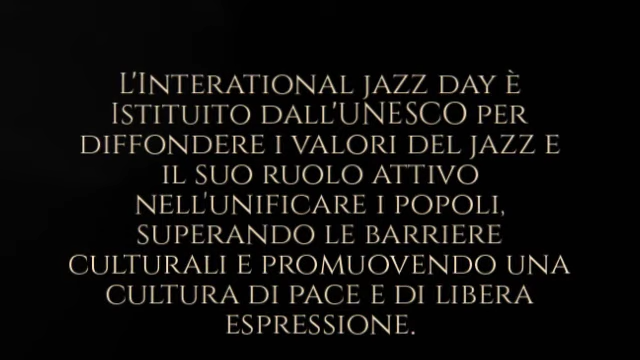 L'Interational jazz day è
Istituito dall'UNESCO per
diffondere i valori del jazz e
il suo ruolo attivo
nell'unificare i popoli,
superando le barriere
culturali e promuovendo una
cultura di pace e di libera
espressione.